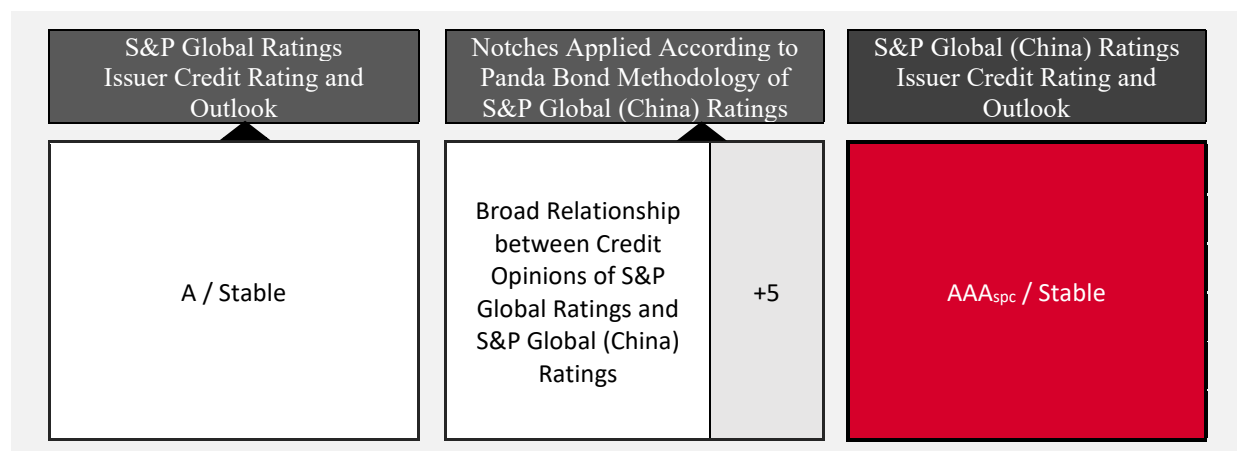 S&P Global Ratings
Issuer Credit Rating and
Outlook
Notches Applied According to
Panda Bond Methodology of
S&P Global (China) Ratings
S&P Global (China) Ratings
Issuer Credit Rating and
Outlook
A / Stable
Broad Relationship
between Credit
Opinions of S&P
Global Ratings and
S&P Global (China)
Ratings
+5
AAAspc / Stable